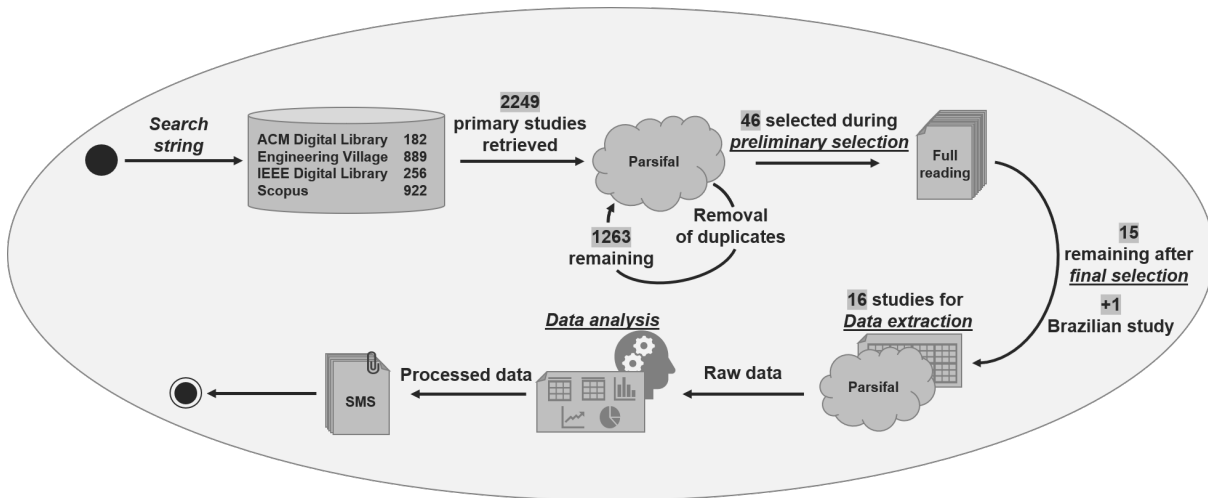 Search
string
ACM Digital Library 182
Engineering Village 889
IEEE Digital Library 256
Scopus 922
2249
primary studies
retrieved
Parsifal
Removal
of duplicates
1263
remaining
46 selected during
preliminary selection
Full
reading
15
remaining after
final selection
+1
Brazilian study
16 studies for
Data extraction
Parsifal
Raw data
Data analysis
Processed data
SMS